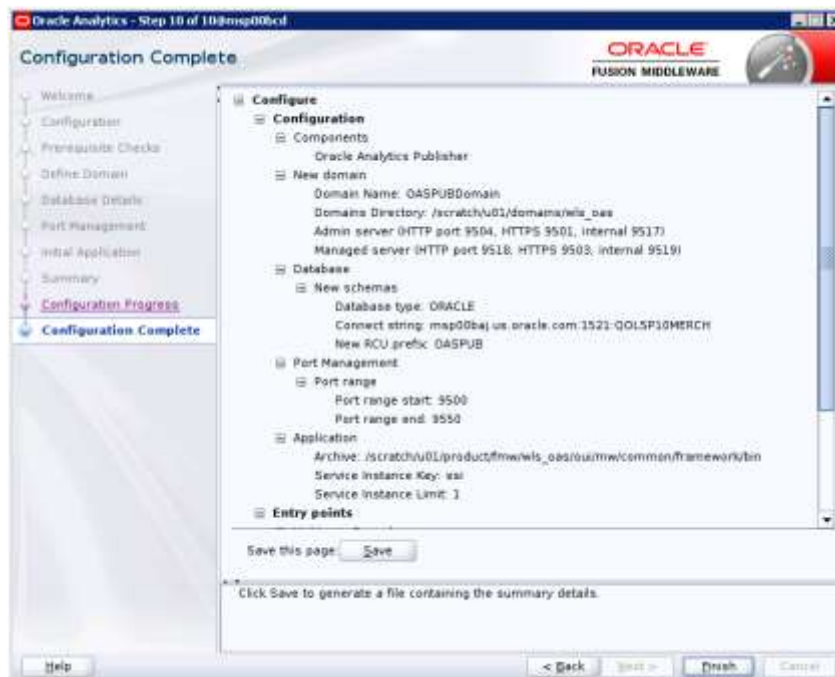 Oracle Analytics - Step 10 of 10@msp00bcd
Configuration Complete
ORACLE
FUSION MIDDLEWARE
Welcome
Configuration
Prerequisite Checks
Define Domain
Database Details
Port Management
Initial Application
Summary
Configuration Progress
Configuration Complete
Configure
Configuration
Components
Oracle Analytics Publisher
New domain
Domain Name: OASPUBDomain
Domains Directory: /scratch/u01/domains/wls_oas
Admin server (HTTP port 9504, HTTPS 9501, internal 9517)
Managed server (HTTP port 9518, HTTPS 9503, internal 9519)
Database
New schemas
Database type: ORACLE
Connect string: msp00baj.us.oracle.com:1521:QOLSP10MERCH
New RCU prefix: OASPUB
Port Management
Port range
Port range start: 9500
Port range end: 9550
Application
Archive: /scratch/u01/product/fmw/wls_oas/oui/mw/common/framework/bin
Service Instance Key: ssi
Service Instance Limit: 1
Entry points
Save this page: Save
Click Save to generate a file containing the summary details.
Help
< Back
Next >
Finish
Cancel